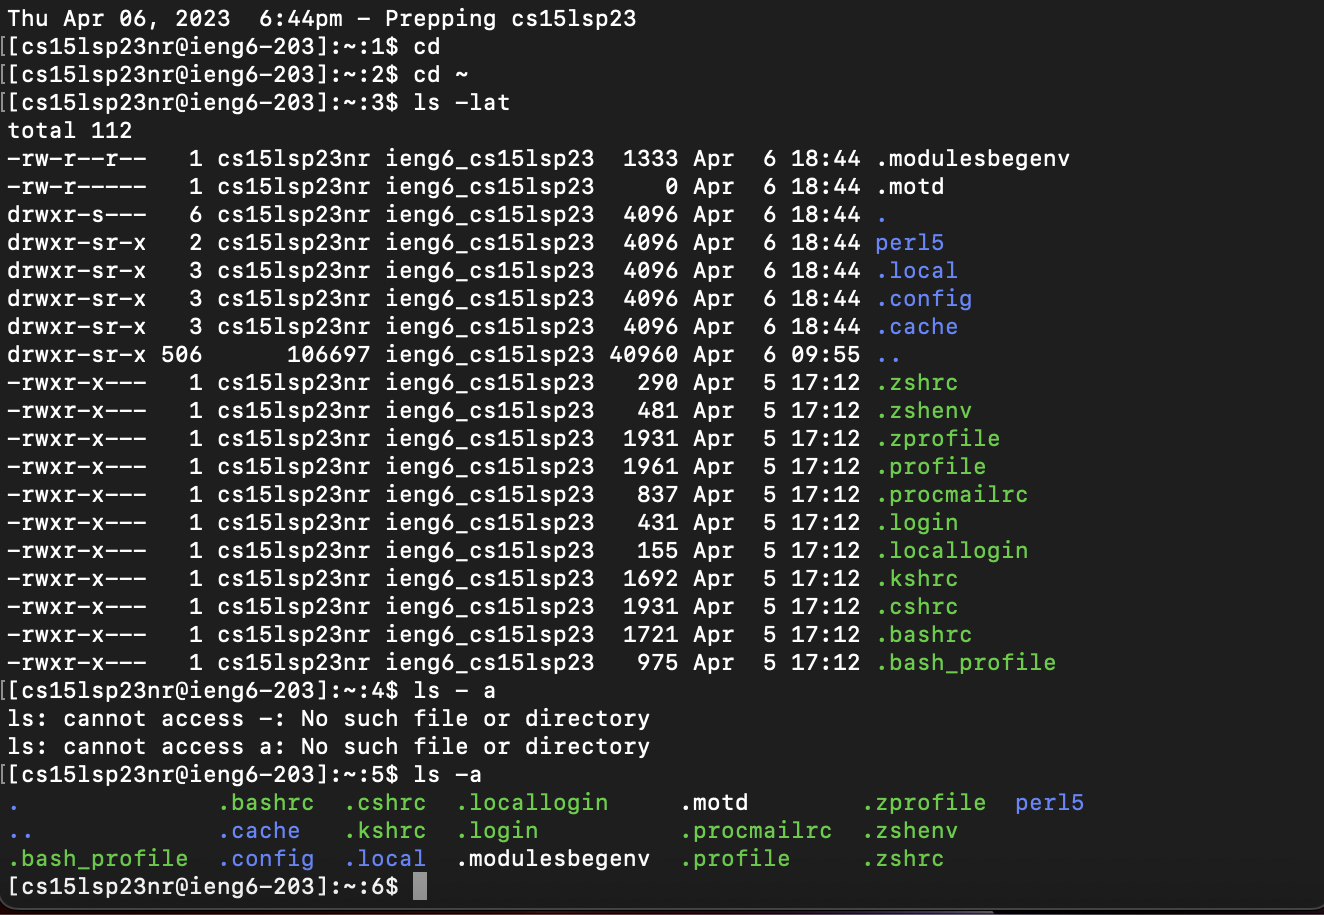 Thu Apr 06, 2023  6:44pm - Prepping cs15lsp23
[[cs15lsp23nr@ieng6-203]:~:1$ cd
[[cs15lsp23nr@ieng6-203]:~:2$ cd ~
[[cs15lsp23nr@ieng6-203]:~:3$ ls -lat
total 112
-rw-r--r--   1 cs15lsp23nr ieng6_cs15lsp23  1333 Apr  6 18:44 .modulesbegenv
-rw-r-----   1 cs15lsp23nr ieng6_cs15lsp23     0 Apr  6 18:44 .motd
drwxr-s---   6 cs15lsp23nr ieng6_cs15lsp23  4096 Apr  6 18:44 .
drwxr-sr-x   2 cs15lsp23nr ieng6_cs15lsp23  4096 Apr  6 18:44 perl5
drwxr-sr-x   3 cs15lsp23nr ieng6_cs15lsp23  4096 Apr  6 18:44 .local
drwxr-sr-x   3 cs15lsp23nr ieng6_cs15lsp23  4096 Apr  6 18:44 .config
drwxr-sr-x   3 cs15lsp23nr ieng6_cs15lsp23  4096 Apr  6 18:44 .cache
drwxr-sr-x 506      106697 ieng6_cs15lsp23 40960 Apr  6 09:55 ..
-rwxr-x---   1 cs15lsp23nr ieng6_cs15lsp23   290 Apr  5 17:12 .zshrc
-rwxr-x---   1 cs15lsp23nr ieng6_cs15lsp23   481 Apr  5 17:12 .zshenv
-rwxr-x---   1 cs15lsp23nr ieng6_cs15lsp23  1931 Apr  5 17:12 .zprofile
-rwxr-x---   1 cs15lsp23nr ieng6_cs15lsp23  1961 Apr  5 17:12 .profile
-rwxr-x---   1 cs15lsp23nr ieng6_cs15lsp23   837 Apr  5 17:12 .procmailrc
-rwxr-x---   1 cs15lsp23nr ieng6_cs15lsp23   431 Apr  5 17:12 .login
-rwxr-x---   1 cs15lsp23nr ieng6_cs15lsp23   155 Apr  5 17:12 .locallogin
-rwxr-x---   1 cs15lsp23nr ieng6_cs15lsp23  1692 Apr  5 17:12 .kshrc
-rwxr-x---   1 cs15lsp23nr ieng6_cs15lsp23  1931 Apr  5 17:12 .cshrc
-rwxr-x---   1 cs15lsp23nr ieng6_cs15lsp23  1721 Apr  5 17:12 .bashrc
-rwxr-x---   1 cs15lsp23nr ieng6_cs15lsp23   975 Apr  5 17:12 .bash_profile
[[cs15lsp23nr@ieng6-203]:~:4$ ls - a
ls: cannot access -: No such file or directory
ls: cannot access a: No such file or directory
[[cs15lsp23nr@ieng6-203]:~:5$ ls -a
.              .bashrc  .cshrc  .locallogin     .motd        .zprofile  perl5
..             .cache   .kshrc  .login          .procmailrc  .zshenv
.bash_profile  .config  .local  .modulesbegenv  .profile     .zshrc
[cs15lsp23nr@ieng6-203]:~:6$